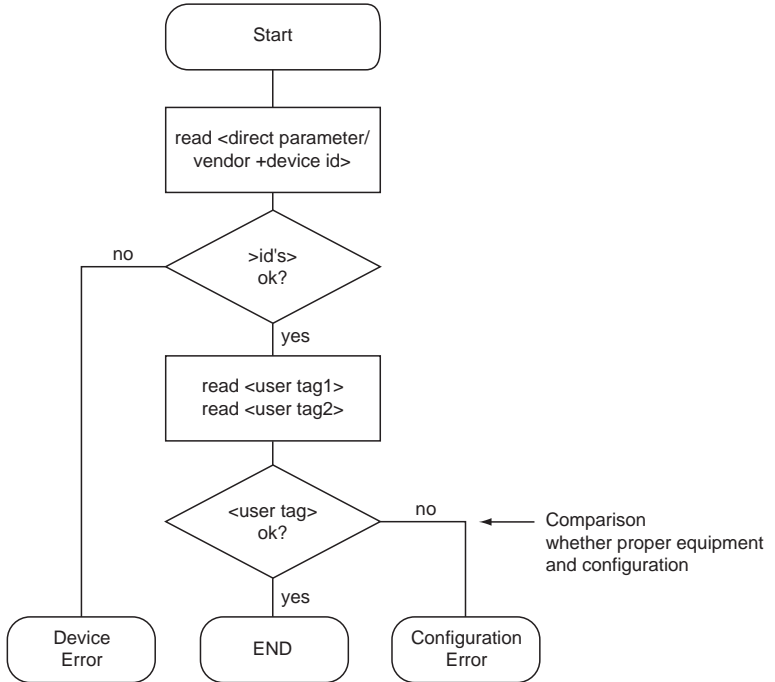 Start
read <direct parameter/
vendor +device id>
no
>id's>
ok?
yes
read <user tag1>
read <user tag2>
<user tag>
ok?
no
Comparison
whether proper equipment
and configuration
yes
Device
Error
END
Configuration
Error